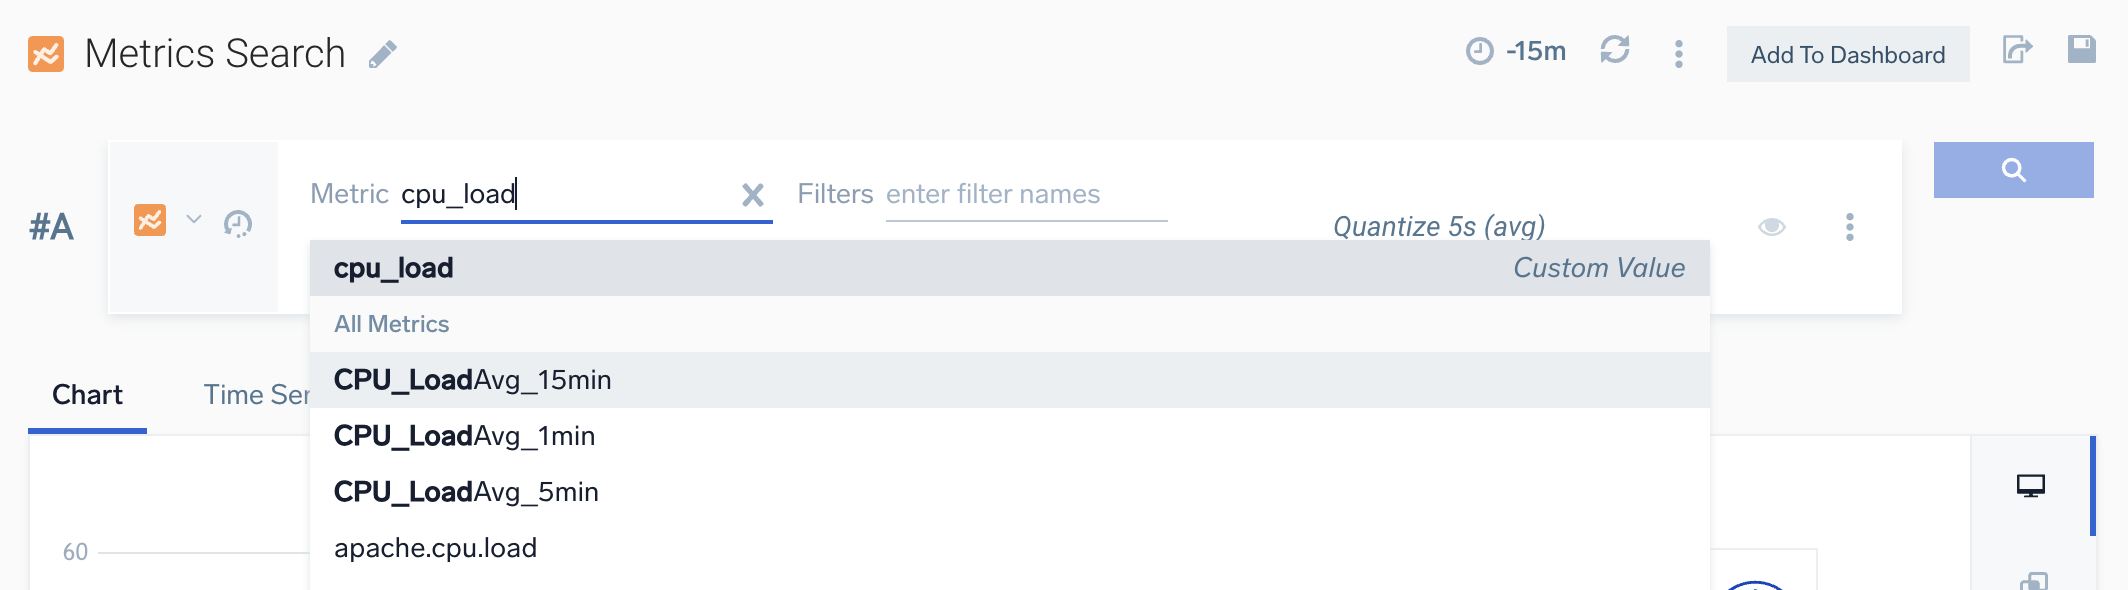 Metrics Search
-15m
Add To Dashboard
#A
Metric cpu_load
Filters enter filter names
Quantize 5s (avg)
cpu_load Custom Value
All Metrics
CPU_LoadAvg_15min
CPU_LoadAvg_1min
CPU_LoadAvg_5min
apache.cpu.load
Chart
Time Ser
60